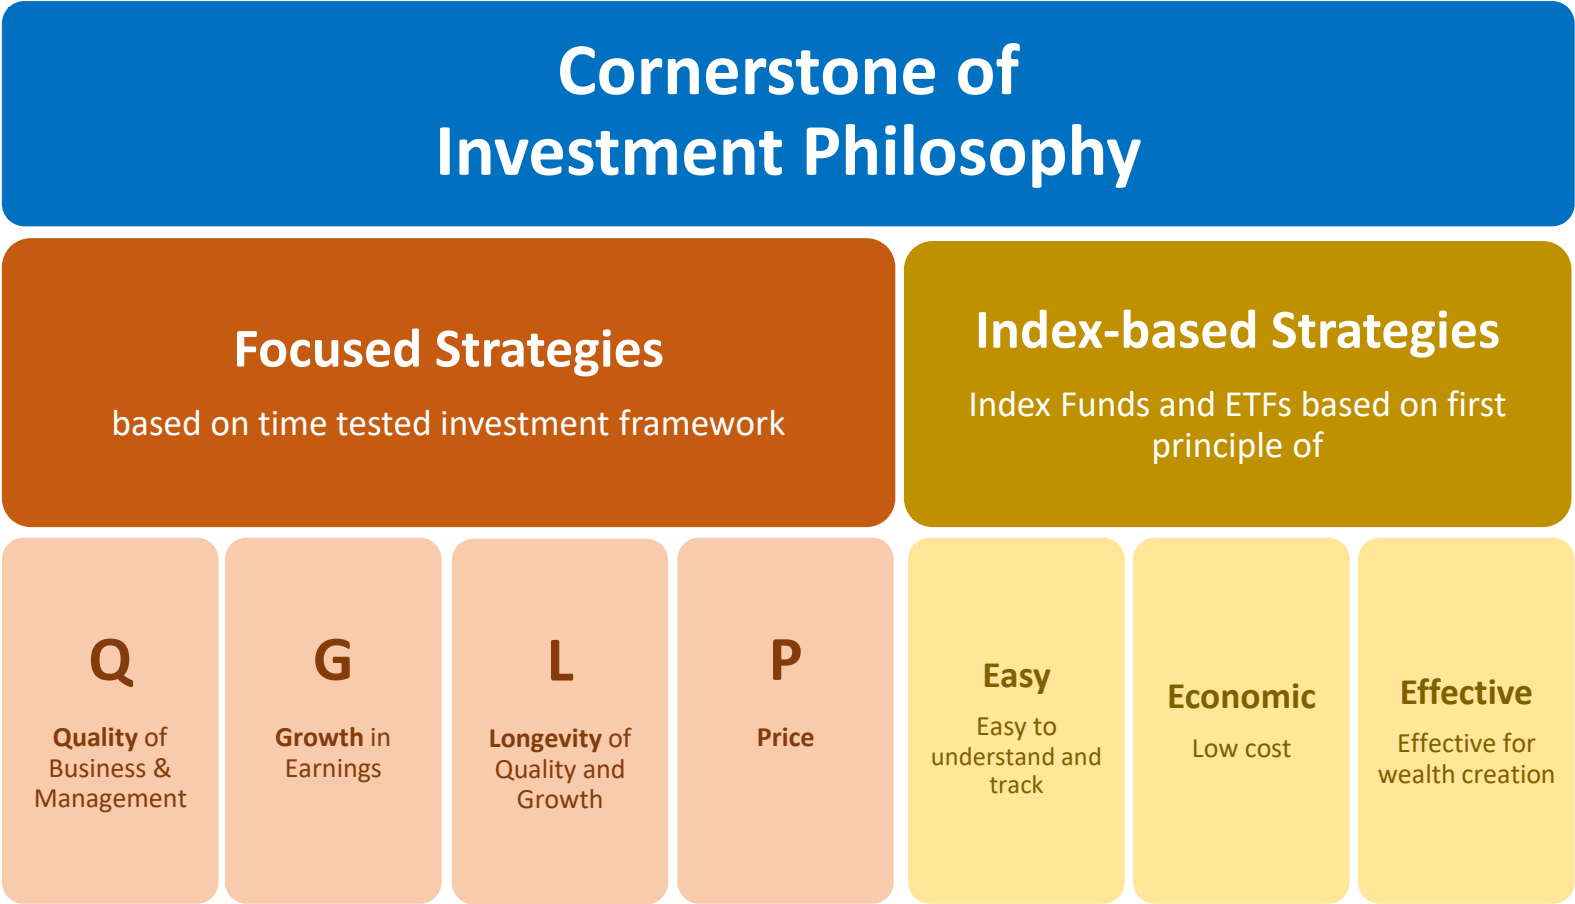 Cornerstone of
Investment Philosophy
Focused Strategies
based on time tested investment framework
Index-based Strategies
Index Funds and ETFs based on first
principle of
Q
Quality of
Business &
Management
G
Growth in
Earnings
L
Longevity of
Quality and
Growth
P
Price
Easy
Easy to
understand and
track
Economic
Low cost
Effective
Effective for
wealth creation